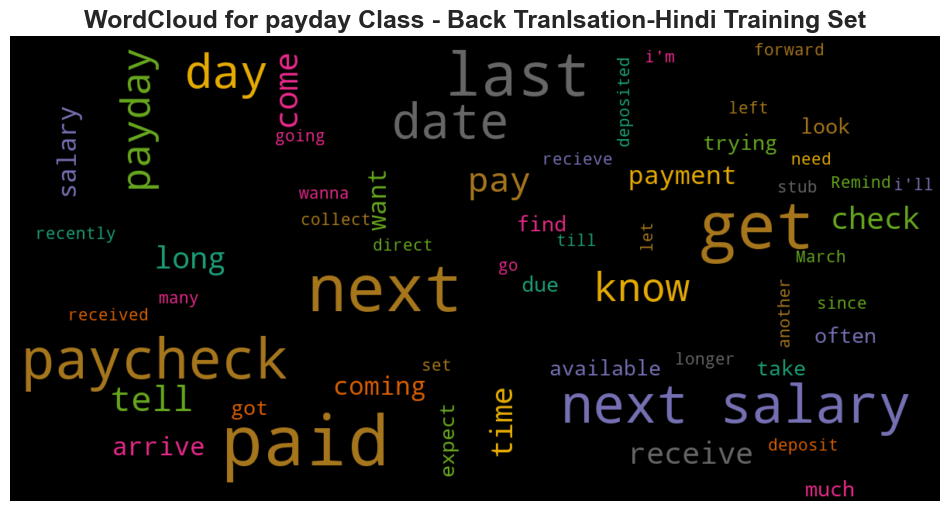 WordCloud for payday Class - Back Tranlsation-Hindi Training Set
day
come
last
deposited
i'm
forward
payday
salary
date
going
left
look
trying
recieve
need
pay
payment
wanna
want
stub
Remind
i'll
collect
find
get
check
recently
direct
till
let
long
go
March
next
due
know
many
another
since
received
often
paycheck
set
available
longer
take
coming
tell
got
next salary
paid
time
arrive
expect
receive
deposit
much